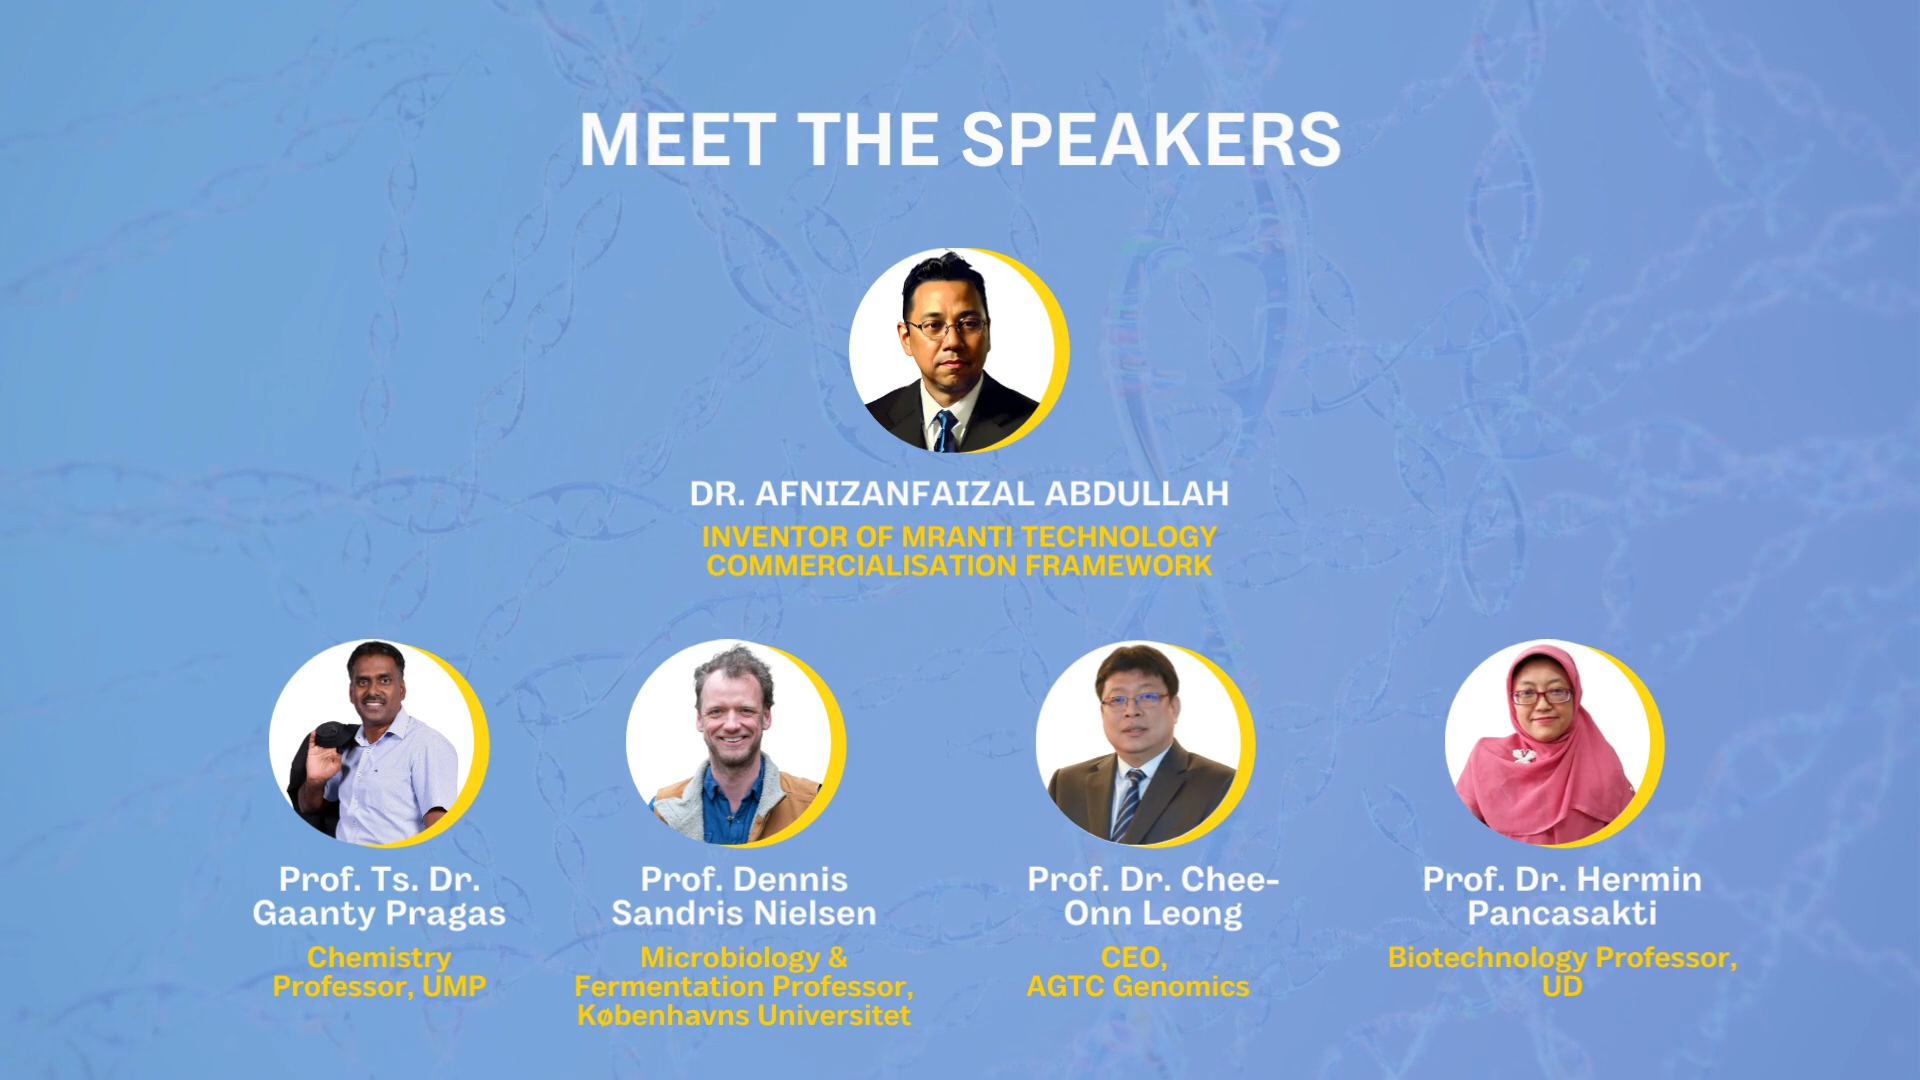 MEET THE SPEAKERS
DR. AFNIZANFAIZAL ABDULLAH
INVENTOR OF MRANTI TECHNOLOGY
COMMERCIALISATION FRAMEWORK
Prof. Ts. Dr.
Gaanty Pragas
Chemistry
Professor, UMP
Prof. Dennis
Sandris Nielsen
Microbiology &
Fermentation Professor,
Københavns Universitet
Prof. Dr. Chee-
Onn Leong
CEO,
AGTC Genomics
Prof. Dr. Hermin
Pancasakti
Biotechnology Professor,
UD